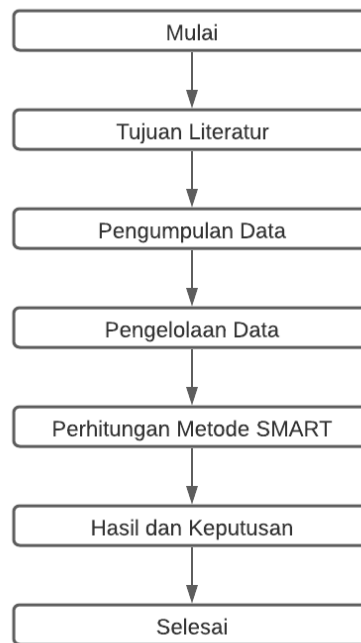 Mulai
Tujuan Literatur
Pengumpulan Data
Pengelolaan Data
Perhitungan Metode SMART
Hasil dan Keputusan
Selesai